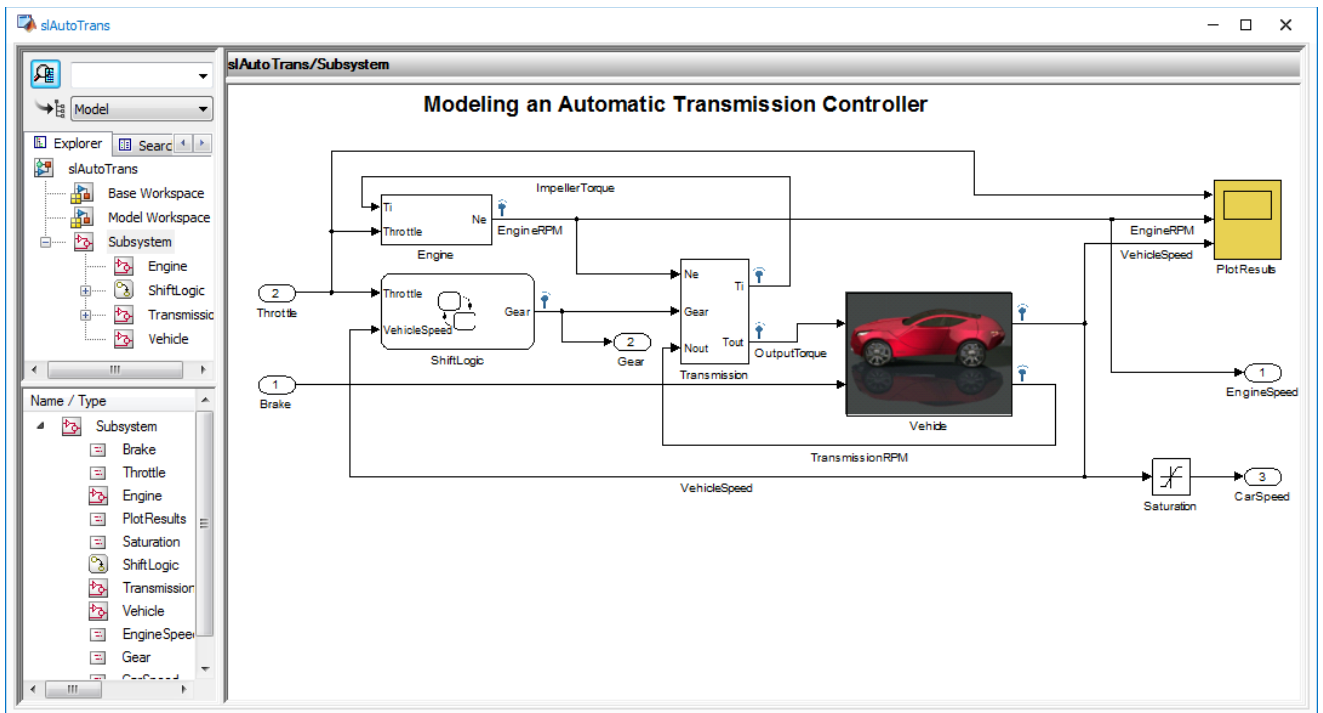 slAutoTrans
Model
Explorer
Searc
slAutoTrans
Base Workspace
Model Workspace
Subsystem
Engine
ShiftLogic
Transmissic
Vehicle
Name / Type
Subsystem
Brake
Throttle
Engine
PlotResults
Saturation
ShiftLogic
Transmission
Vehicle
EngineSpee
Gear
CarSpeed
slAutoTrans/Subsystem
Modeling an Automatic Transmission Controller
ImpellerTorque
Ti
Ne
Throttle
Engine
EngineRPM
EngineRPM
VehicleSpeed
PlotResults
2
Throttle
Throttle
Gear
VehicleSpeed
ShiftLogic
2
Gear
Ne
Ti
Gear
Tout
Nout
Transmission
OutputTorque
Vehicle
1
Brake
1
EngineSpeed
TransmissionRPM
VehicleSpeed
Saturation
3
CarSpeed